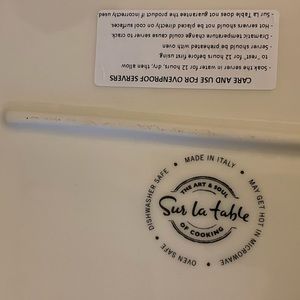 CARE AND USE FOR OVENPROOF SERVERS
- Soak the server in water for 12 hours, dry, then allow
to "rest" for 12 hours before first using
- Server should be preheated with oven
- Dramatic temperature change could cause server to crack.
- Hot servers should not be placed directly on cool surfaces
- Sur La Table does not guarantee the product if incorrectly
• MADE IN ITALY •
DISHWASHER SAFE
MAY GET HOT IN MICROWAVE
• OVEN SAFE •
THE ART & SOUL
Sur la table
OF COOKING